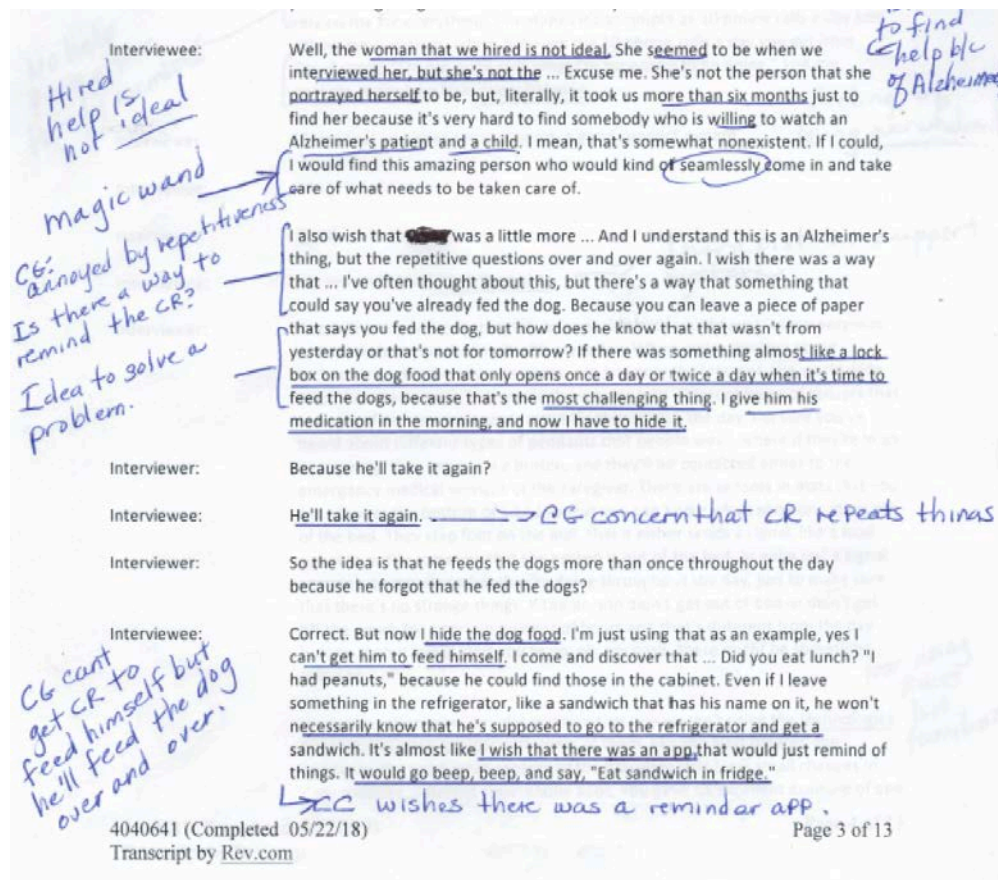 to find
help b/c
of Alzheimer
Hired
help is
not ideal
magic wand
CG:
annoyed by repetitiveness
Is there a way to
remind the CR?
Idea to solve a
problem.
Interviewee: Well, the woman that we hired is not ideal. She seemed to be when we
interviewed her, but she's not the ... Excuse me. She's not the person that she
portrayed herself to be, but, literally, it took us more than six months just to
find her because it's very hard to find somebody who is willing to watch an
Alzheimer's patient and a child. I mean, that's somewhat nonexistent. If I could,
I would find this amazing person who would kind of seamlessly come in and take
care of what needs to be taken care of.
I also wish that was a little more ... And I understand this is an Alzheimer's
thing, but the repetitive questions over and over again. I wish there was a way
that ... I've often thought about this, but there's a way that something that
could say you've already fed the dog. Because you can leave a piece of paper
that says you fed the dog, but how does he know that that wasn't from
yesterday or that's not for tomorrow? If there was something almost like a lock
box on the dog food that only opens once a day or twice a day when it's time to
feed the dogs, because that's the most challenging thing. I give him his
medication in the morning, and now I have to hide it.
Interviewer: Because he'll take it again?
Interviewee: He'll take it again. CG concern that CR repeats things
Interviewer: So the idea is that he feeds the dogs more than once throughout the day
because he forgot that he fed the dogs?
Interviewee: Correct. But now I hide the dog food. I'm just using that as an example, yes I
can't get him to feed himself. I come and discover that ... Did you eat lunch? "I
had peanuts," because he could find those in the cabinet. Even if I leave
something in the refrigerator, like a sandwich that has his name on it, he won't
necessarily know that he's supposed to go to the refrigerator and get a
sandwich. It's almost like I wish that there was an app that would just remind of
things. It would go beep, beep, and say, "Eat sandwich in fridge."
CG can't
get CR to
feed himself but
he'll feed the dog
over and over.
CC wishes there was a remindar app.
4040641 (Completed 05/22/18) Page 3 of 13
Transcript by Rev.com